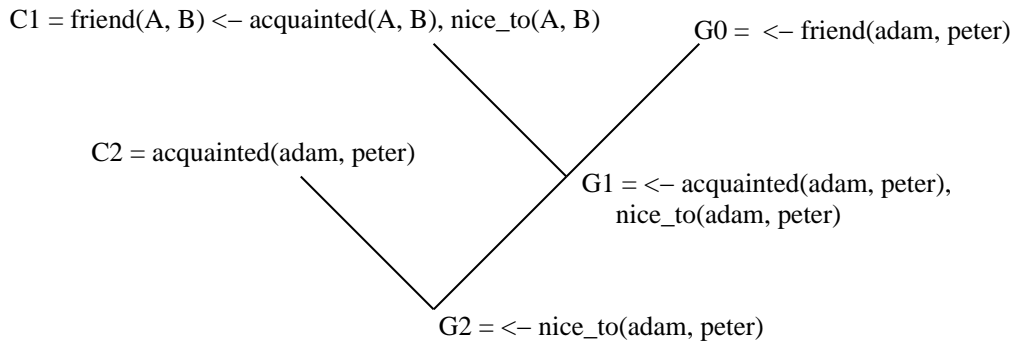 C1 = friend(A, B) <− acquainted(A, B), nice_to(A, B)
G0 = <− friend(adam, peter)
C2 = acquainted(adam, peter)
G1 = <− acquainted(adam, peter),
nice_to(adam, peter)
G2 = <− nice_to(adam, peter)